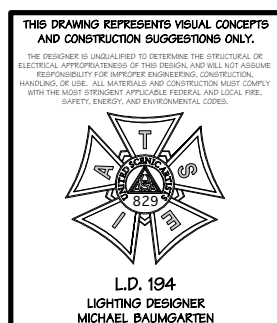 THIS DRAWING REPRESENTS VISUAL CONCEPTS
AND CONSTRUCTION SUGGESTIONS ONLY.
THE DESIGNER IS UNQUALIFIED TO DETERMINE THE STRUCTURAL OR
ELECTRICAL APPROPRIATENESS OF THIS DESIGN, AND WILL NOT ASSUME
RESPONSIBILITY FOR IMPROPER ENGINEERING, CONSTRUCTION,
HANDLING, OR USE. ALL MATERIALS AND CONSTRUCTION MUST COMPLY
WITH THE MOST STRINGENT APPLICABLE FEDERAL AND LOCAL FIRE,
SAFETY, ENERGY, AND ENVIRONMENTAL CODES.
I A T S E
UNITED SCENIC ARTISTS
829
L.D. 194
LIGHTING DESIGNER
MICHAEL BAUMGARTEN